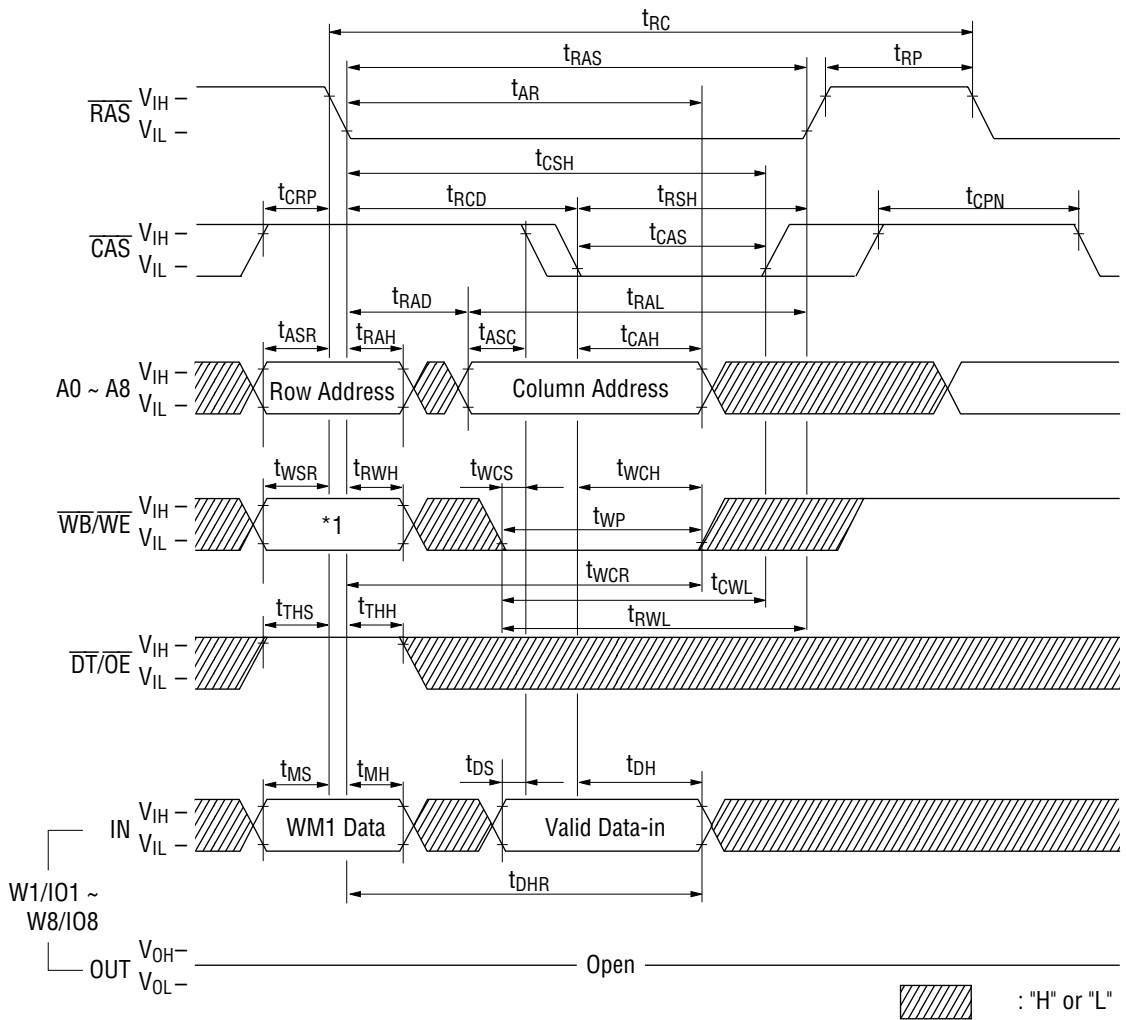 tRC
tRAS tRP
tAR
RAS VIH –
VIL –
tCSH
tCRP tRCD tRSH tCPN
CAS VIH –
VIL –
tCAS
tRAD tRAL
tASR tRAH tASC tCAH
A0 ~ A8 VIH –
VIL –
Row Address Column Address
tWSR tRWH tWCS tWCH
WB/WE VIH –
VIL –
*1 tWP
tWCR
tCWL
tTHS tTHH tRWL
DT/OE VIH –
VIL –
tMS tMH tDS tDH
IN VIH –
VIL –
WM1 Data Valid Data-in
tDHR
W1/IO1 ~
W8/IO8
OUT VOH –
VOL –
Open
: "H" or "L"